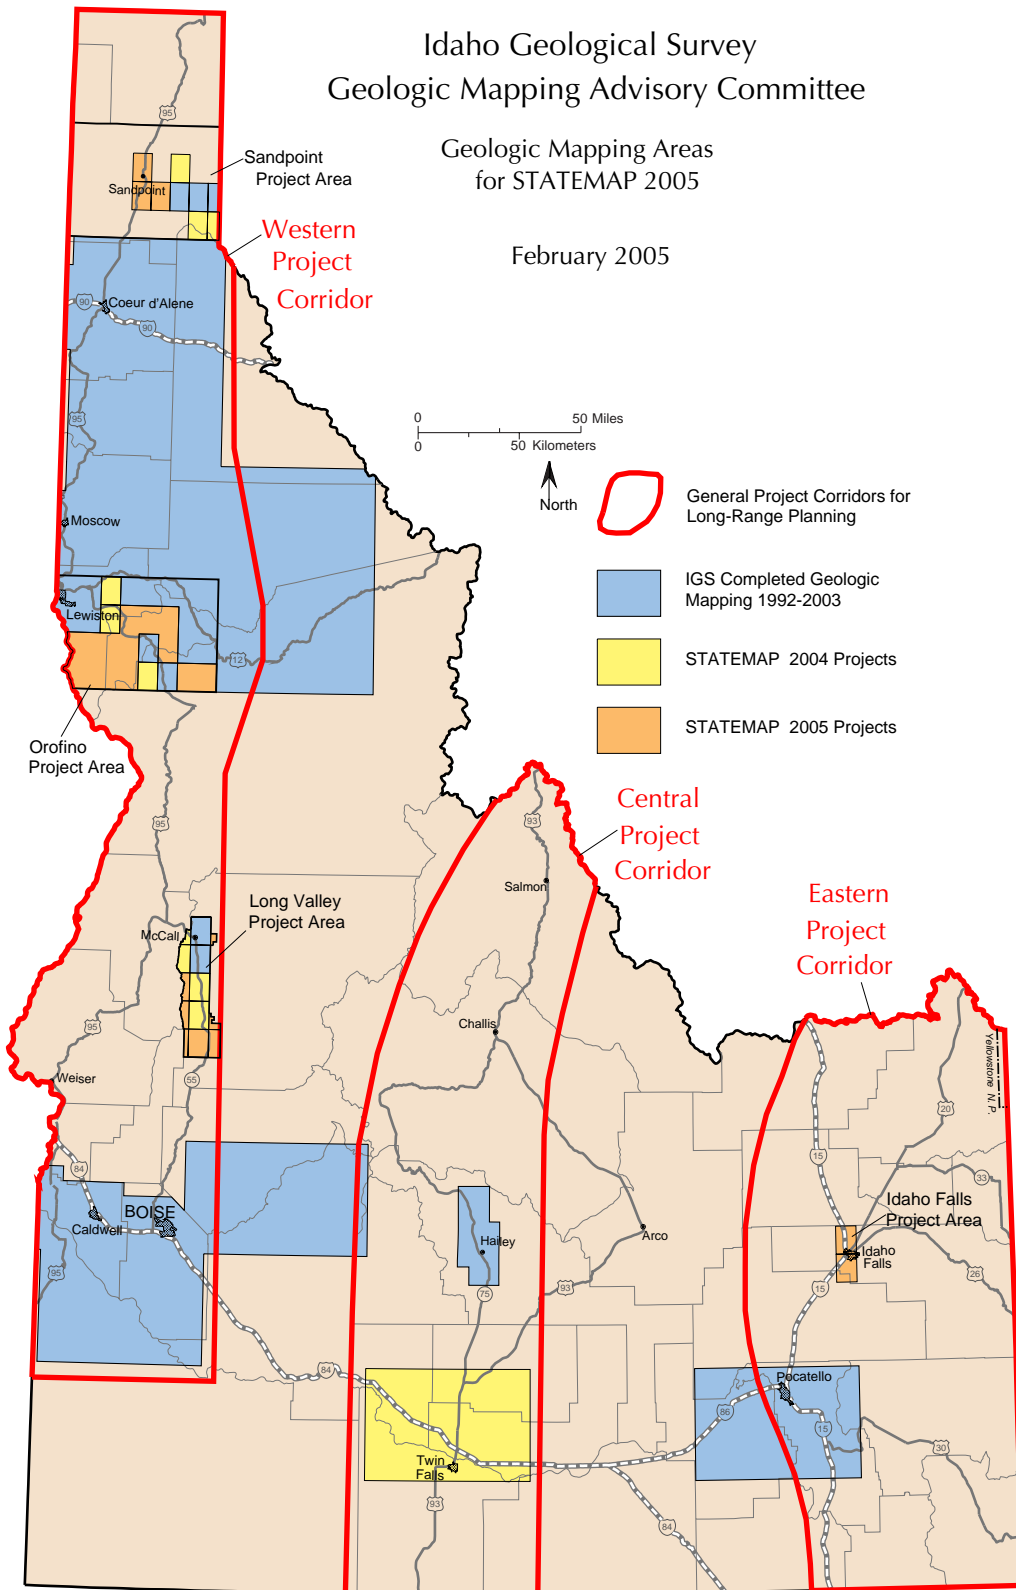 Idaho Geological Survey
Geologic Mapping Advisory Committee
Geologic Mapping Areas
for STATEMAP 2005
February 2005
95
Sandpoint
Project Area
Sandpoint
Western
Project
Corridor
90
Coeur d'Alene
90
95
0
50 Miles
0
50 Kilometers
North
General Project Corridors for
Long-Range Planning
Moscow
IGS Completed Geologic
Mapping 1992-2003
Lewiston
12
STATEMAP 2004 Projects
STATEMAP 2005 Projects
Orofino
Project Area
95
93
Central
Project
Corridor
Salmon
Long Valley
Project Area
McCall
Eastern
Project
Corridor
95
Challis
Yellowstone N.P.
Weiser
55
20
84
15
33
BOISE
Caldwell
Idaho Falls
Project Area
Hailey
Arco
Idaho
Falls
95
26
75
93
15
84
Pocatello
86
15
30
Twin
Falls
93
84